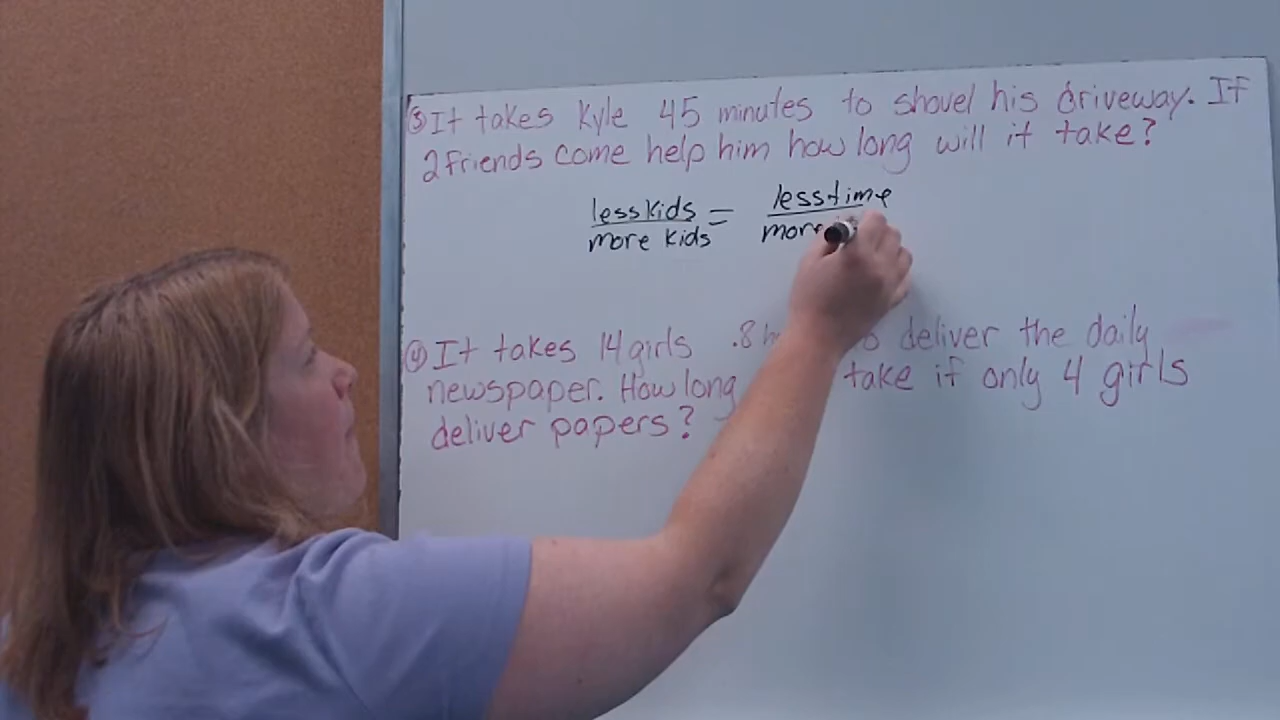 ③ It takes Kyle 45 minutes to shovel his driveway. If
2 friends come help him how long will it take?
less kids = less time
more kids more
④ It takes 14 girls .8 to deliver the daily
newspaper. How long take if only 4 girls
deliver papers?